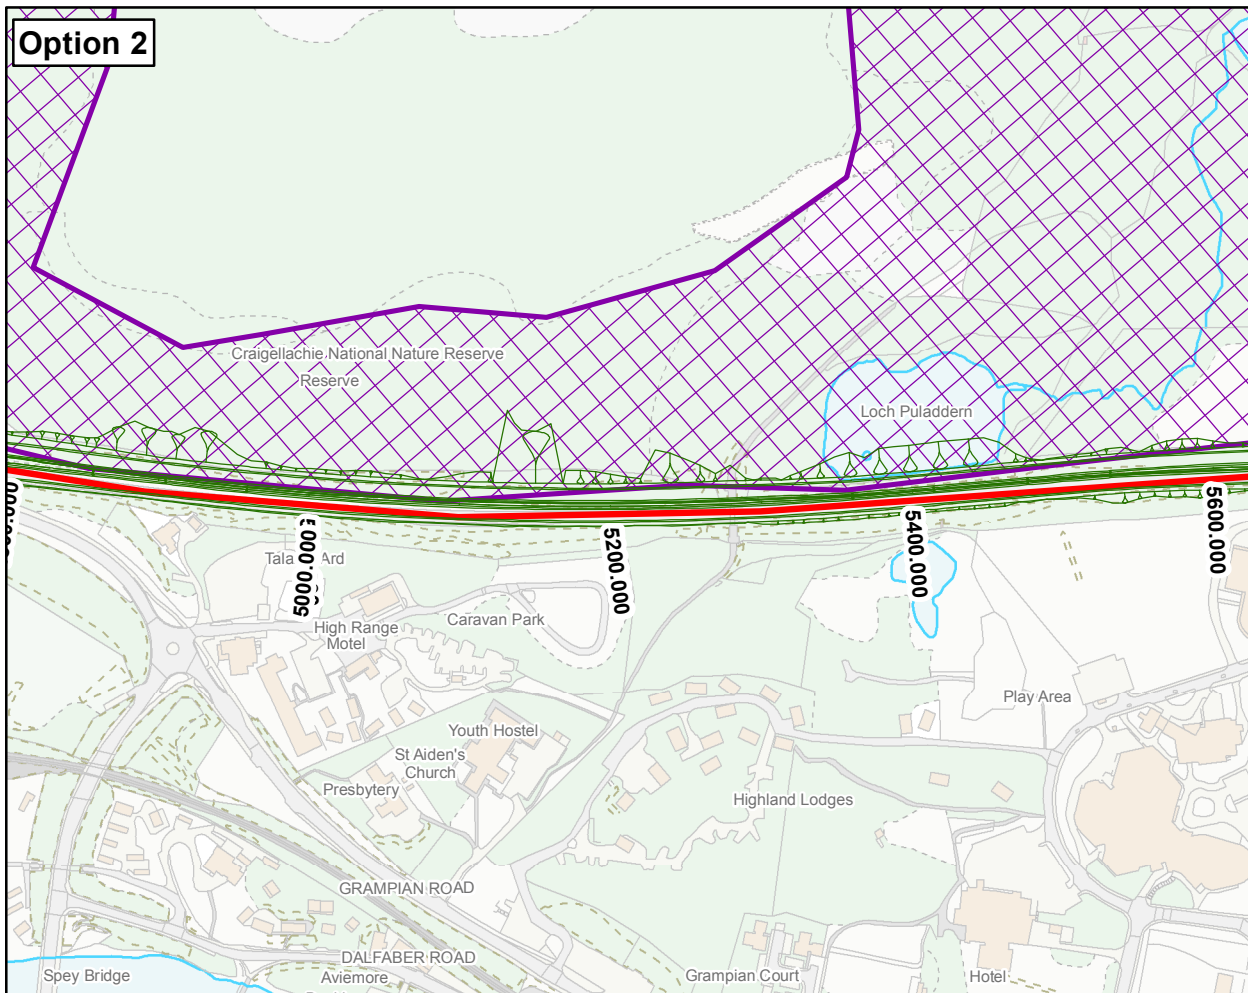 Option 2
Craigellachie National Nature Reserve
Reserve
Loch Puladdern
5000.000
5200.000
5400.000
5600.000
High Range
Motel
Caravan Park
Play Area
Youth Hostel
St Aiden's
Church
Presbytery
Highland Lodges
GRAMPIAN ROAD
DALFABER ROAD
Spey Bridge
Aviemore
Grampian Court
Hotel